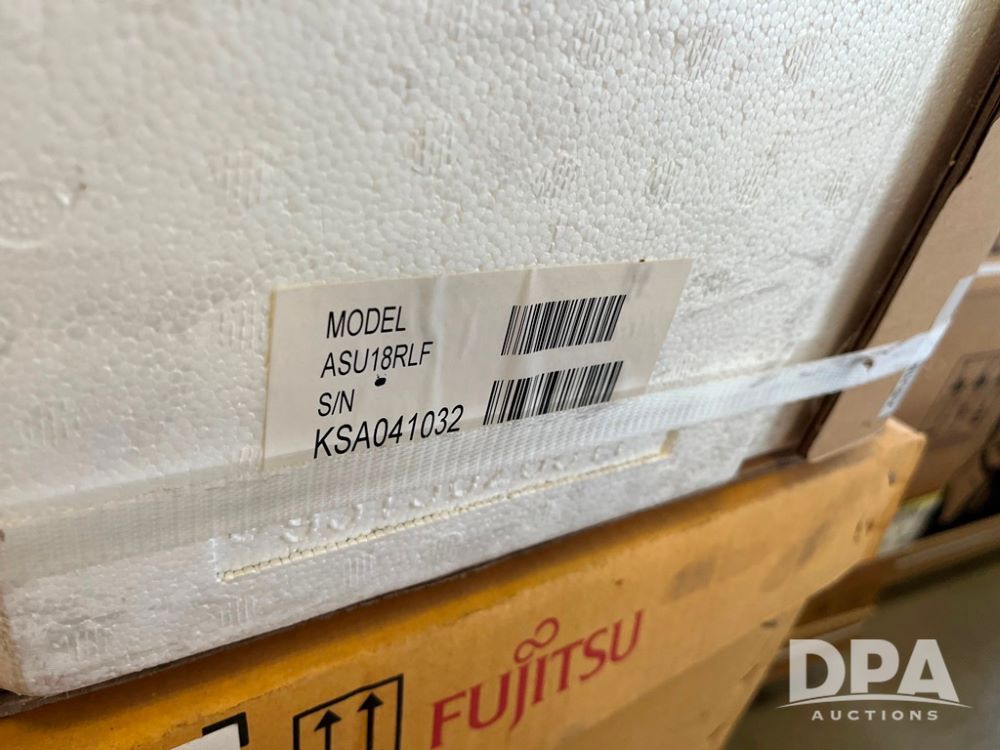 MODEL
ASU18RLF
S/N
KSA041032
FUJITSU
DPA
AUCTIONS